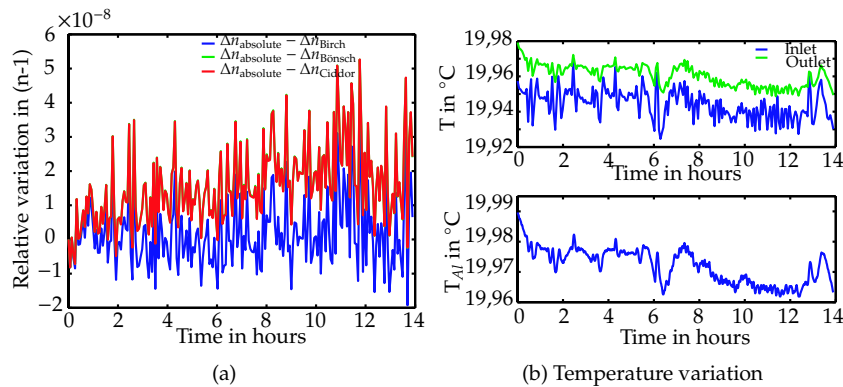 ×10⁻⁸
Relative variation in (n-1)
6
5
4
3
2
1
0
−1
−2
Δn_absolute − Δn_Birch
Δn_absolute − Δn_Bönsch
Δn_absolute − Δn_Ciddor
0 2 4 6 8 10 12 14
Time in hours
(a)
T in °C
19,98
19,96
19,94
19,92
Inlet
Outlet
0 2 4 6 8 10 12 14
Time in hours
T_Al in °C
19,99
19,98
19,97
19,96
0 2 4 6 8 10 12 14
Time in hours
(b) Temperature variation